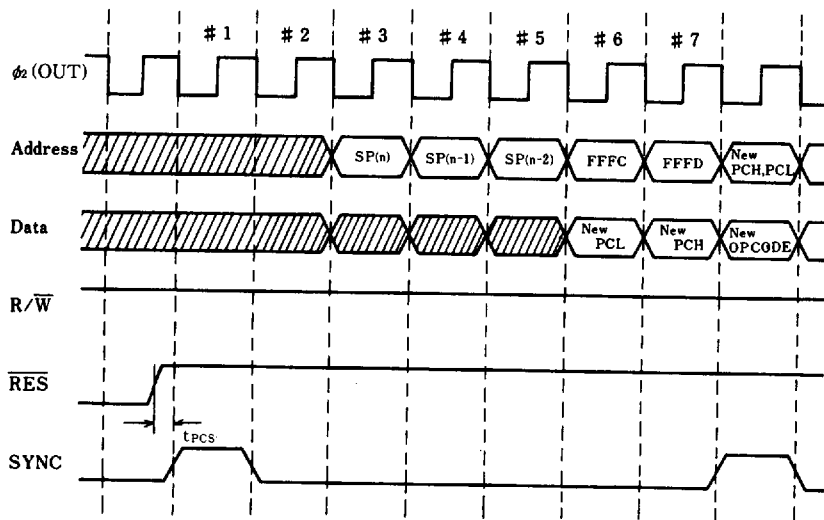 # 1 # 2 # 3 # 4 # 5 # 6 # 7
ϕ2 (OUT)
Address SP(n) SP(n-1) SP(n-2) FFFC FFFD New
PCH, PCL
Data New
PCL New
PCH New
OPCODE
R/W̅
R̅E̅S̅
tPCS
SYNC